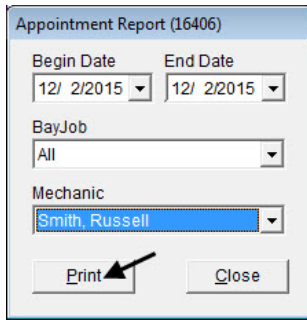 Appointment Report (16406)
Begin Date End Date
12/ 2/2015 12/ 2/2015
BayJob
All
Mechanic
Smith, Russell
Print Close